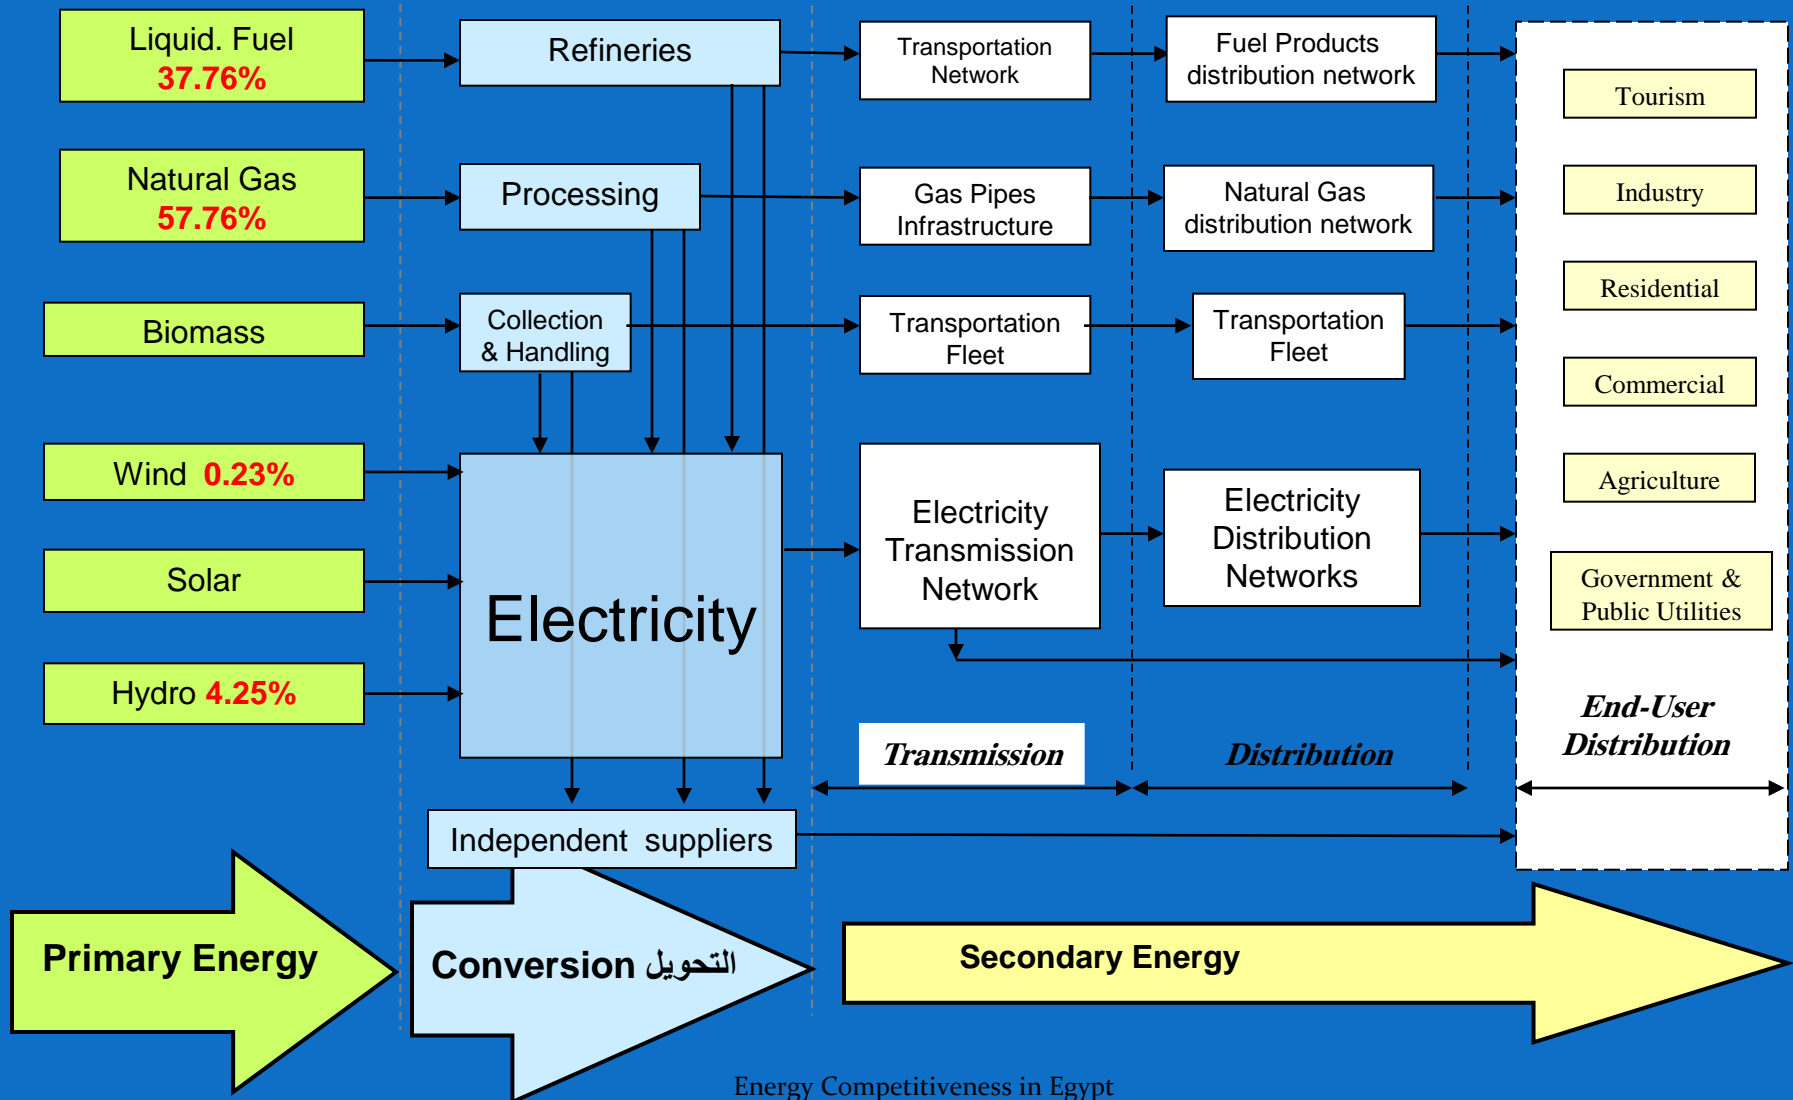 Liquid. Fuel
37.76%
Refineries
Transportation
Network
Fuel Products
distribution network
Tourism
Natural Gas
57.76%
Processing
Gas Pipes
Infrastructure
Natural Gas
distribution network
Industry
Residential
Biomass
Collection
& Handling
Transportation
Fleet
Transportation
Fleet
Commercial
Wind 0.23%
Agriculture
Solar
Electricity
Electricity
Transmission
Network
Electricity
Distribution
Networks
Government &
Public Utilities
Hydro 4.25%
Transmission
Distribution
End-User
Distribution
Independent suppliers
Primary Energy
Conversion التحويل
Secondary Energy
Energy Competitiveness in Egypt